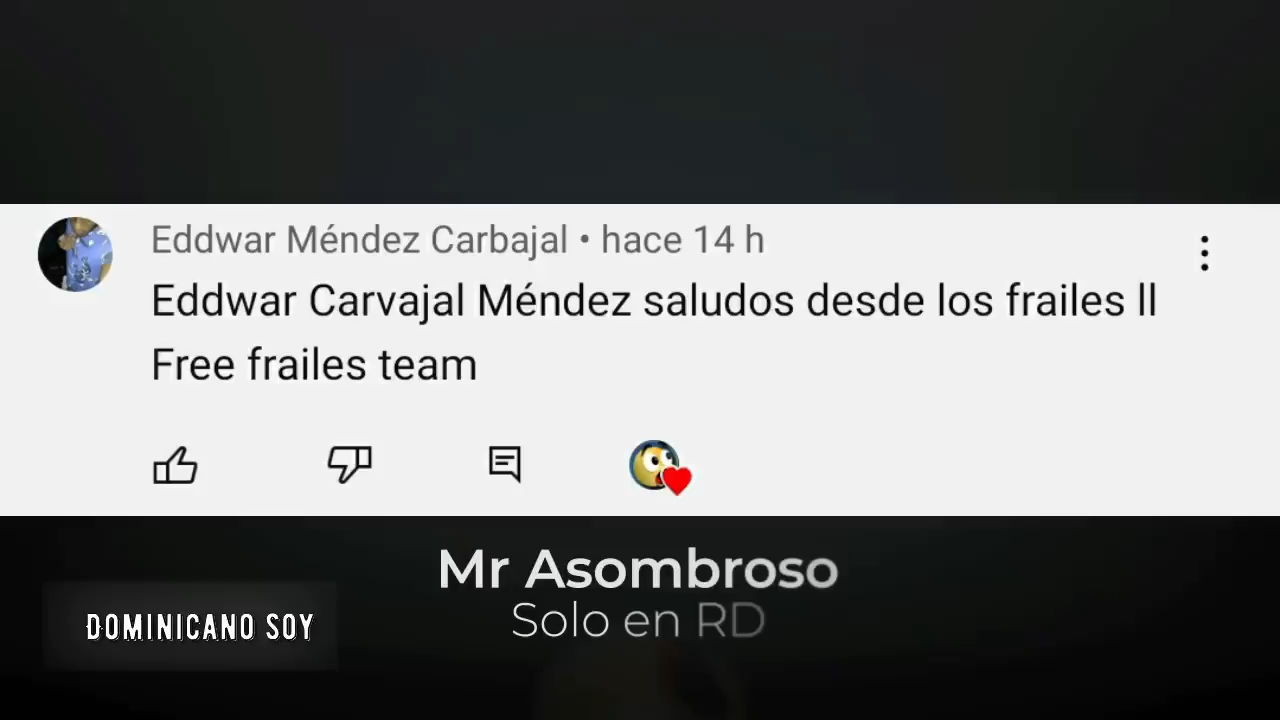 Eddwar Méndez Carbajal • hace 14 h
Eddwar Carvajal Méndez saludos desde los frailes ll
Free frailes team
Mr Asombroso
Solo en RD
DOMINICANO SOY